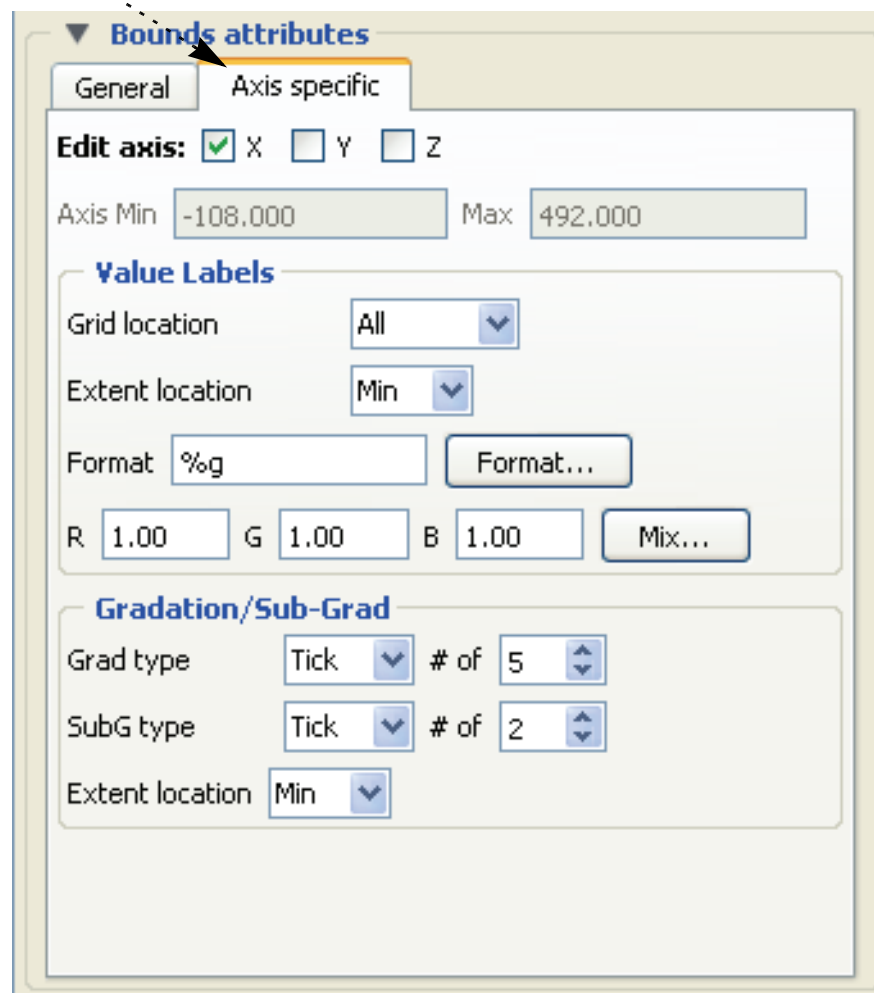 Bounds attributes
General Axis specific
Edit axis: X Y Z
Axis Min -108.000 Max 492.000
Value Labels
Grid location All
Extent location Min
Format %g Format...
R 1.00 G 1.00 B 1.00 Mix...
Gradation/Sub-Grad
Grad type Tick # of 5
SubG type Tick # of 2
Extent location Min